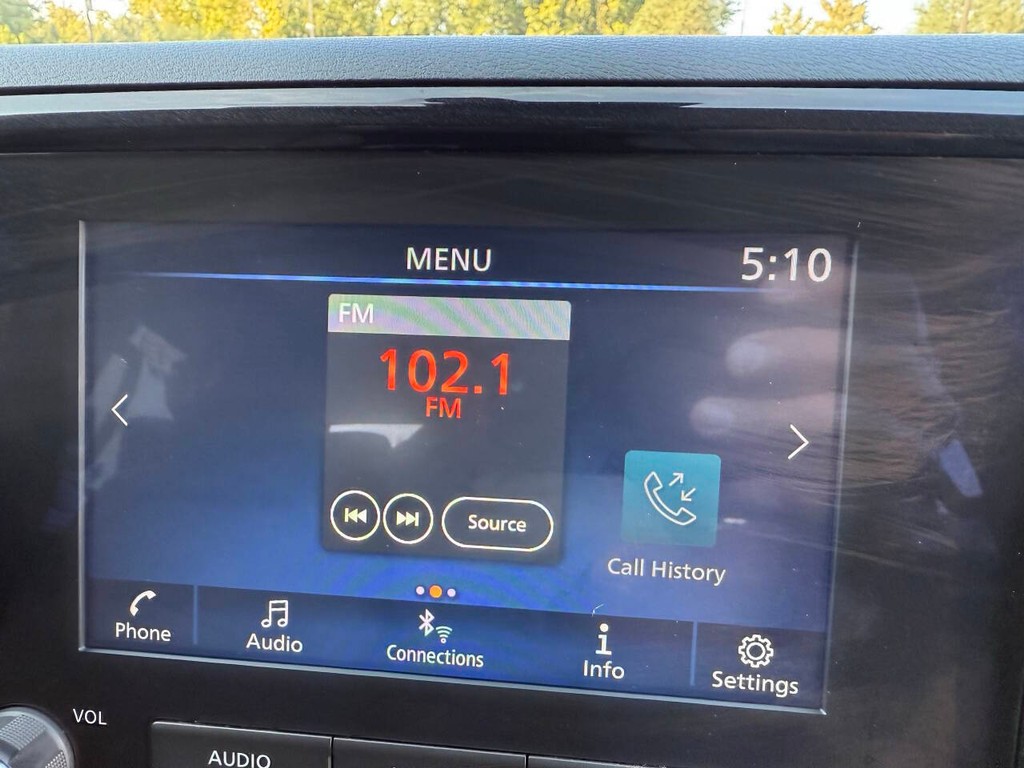 MENU
5:10
FM
102.1
FM
Source
Call History
Phone
Audio
Connections
Info
Settings
VOL
AUDIO